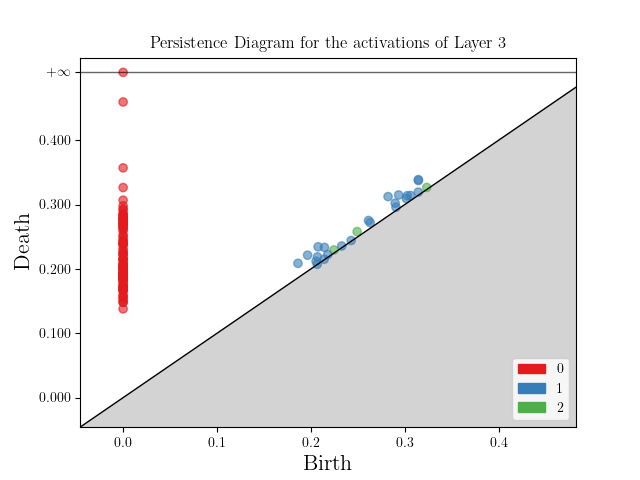 Persistence Diagram for the activations of Layer 3
+∞
0.400
0.300
0.200
0.100
0.000
Death
0.0 0.1 0.2 0.3 0.4
Birth
0
1
2